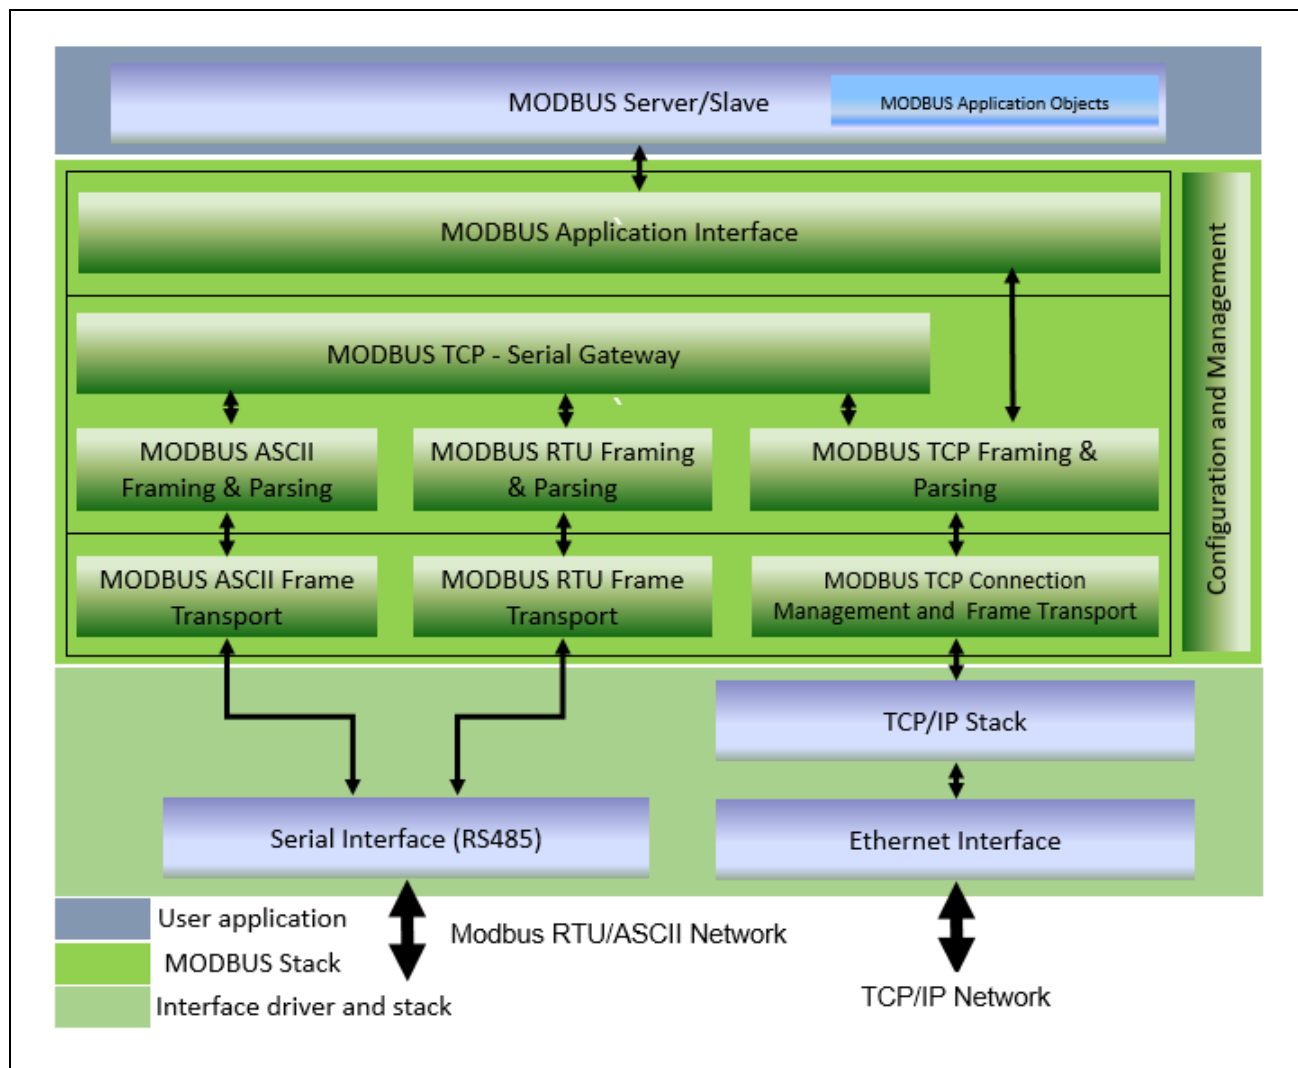 MODBUS Server/Slave
MODBUS Application Objects
MODBUS Application Interface
`
Configuration and Management
MODBUS TCP - Serial Gateway
`
MODBUS ASCII
Framing & Parsing
MODBUS RTU Framing
& Parsing
MODBUS TCP Framing &
Parsing
MODBUS ASCII Frame
Transport
MODBUS RTU Frame
Transport
MODBUS TCP Connection
Management and Frame Transport
TCP/IP Stack
Serial Interface (RS485)
Ethernet Interface
User application
MODBUS Stack
Interface driver and stack
Modbus RTU/ASCII Network
TCP/IP Network